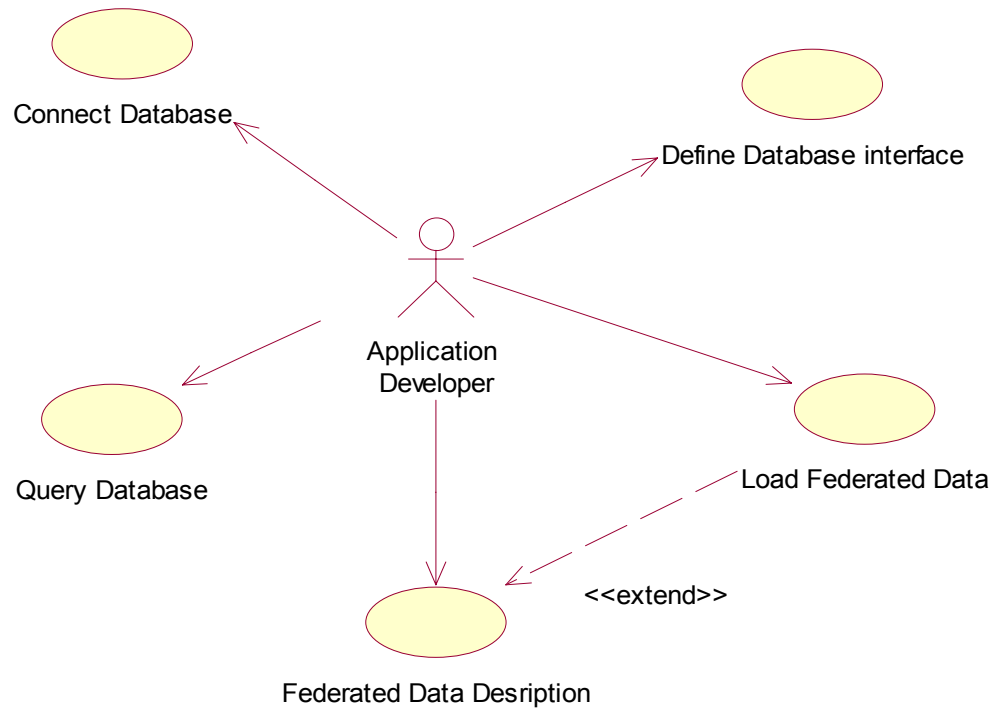 Connect Database
Define Database interface
Application
Developer
Query Database
Load Federated Data
<<extend>>
Federated Data Desription